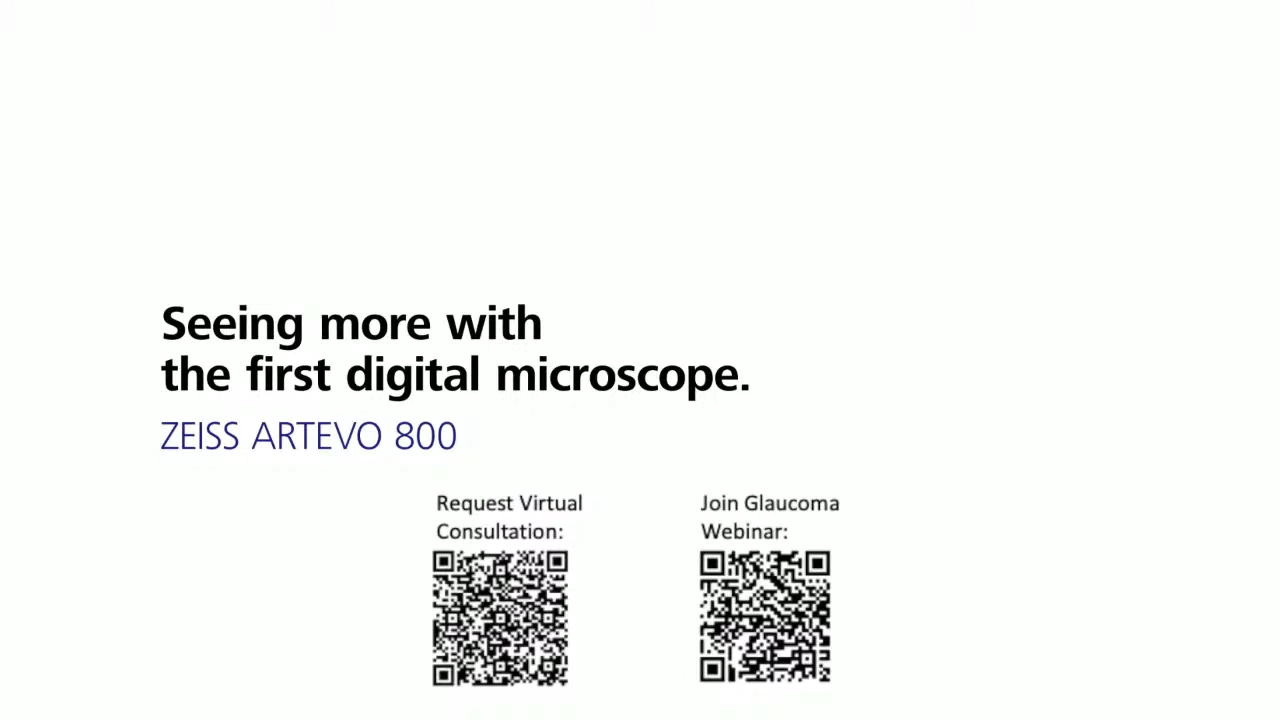 Seeing more with
the first digital microscope.
ZEISS ARTEVO 800
Request Virtual
Consultation:
Join Glaucoma
Webinar: